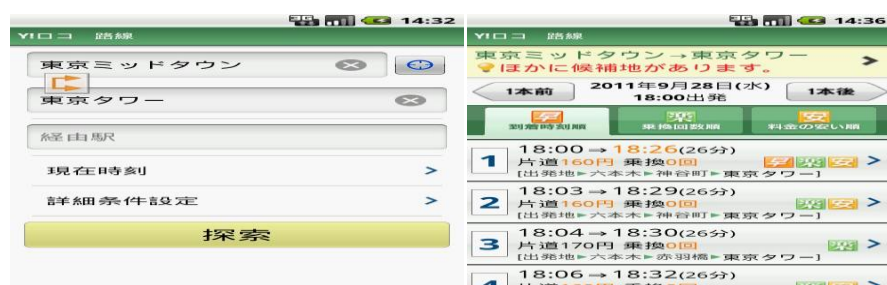 14:32
Y!ロコ 路線
東京ミッドタウン
東京タワー
経由駅
現在時刻 >
詳細条件設定 >
探索
14:36
Y!ロコ 路線
東京ミッドタウン→東京タワー
ほかに候補地があります。 >
1本前 2011年9月28日(水) 1本後
18:00出発
早 楽 安
到着時刻順 乗換回数順 料金の安い順
18:00→18:26(26分)
1 片道160円 乗換0回 早 楽 安 >
[出発地▶六本木▶神谷町▶東京タワー]
18:03→18:29(26分)
2 片道160円 乗換0回 楽 安 >
[出発地▶六本木▶神谷町▶東京タワー]
18:04→18:30(26分)
3 片道170円 乗換0回 楽 >
[出発地▶六本木▶赤羽橋▶東京タワー]
18:06→18:32(26分)